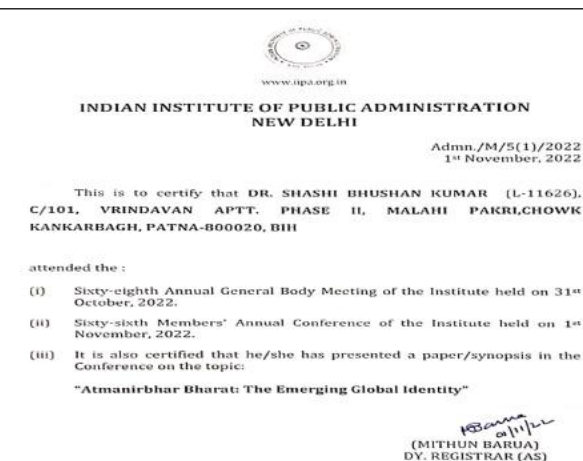 www.iipa.org.in
INDIAN INSTITUTE OF PUBLIC ADMINISTRATION
NEW DELHI
Admn./M/5(1)/2022
1st November, 2022
This is to certify that DR. SHASHI BHUSHAN KUMAR (L-11626),
C/101, VRINDAVAN APTT. PHASE II, MALAHI PAKRI,CHOWK
KANKARBAGH, PATNA-800020, BIH
attended the :
(i) Sixty-eighth Annual General Body Meeting of the Institute held on 31st
October, 2022.
(ii) Sixty-sixth Members' Annual Conference of the Institute held on 1st
November, 2022.
(iii) It is also certified that he/she has presented a paper/synopsis in the
Conference on the topic:
"Atmanirbhar Bharat: The Emerging Global Identity"
01/11/22
(MITHUN BARUA)
DY. REGISTRAR (AS)